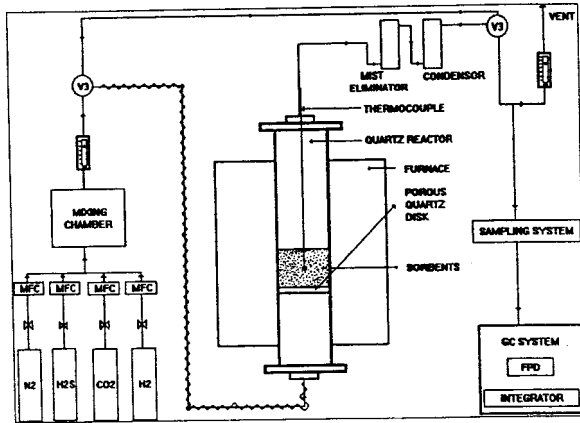 VENT
V3
V3
MIST
ELIMINATOR
CONDENSOR
THERMOCOUPLE
QUARTZ REACTOR
FURNACE
POROUS
QUARTZ
DISK
MIXING
CHAMBER
SAMPLING SYSTEM
SORBENTS
MFC MFC MFC MFC
GC SYSTEM
FPD
INTEGRATOR
N2 H2S CO2 H2